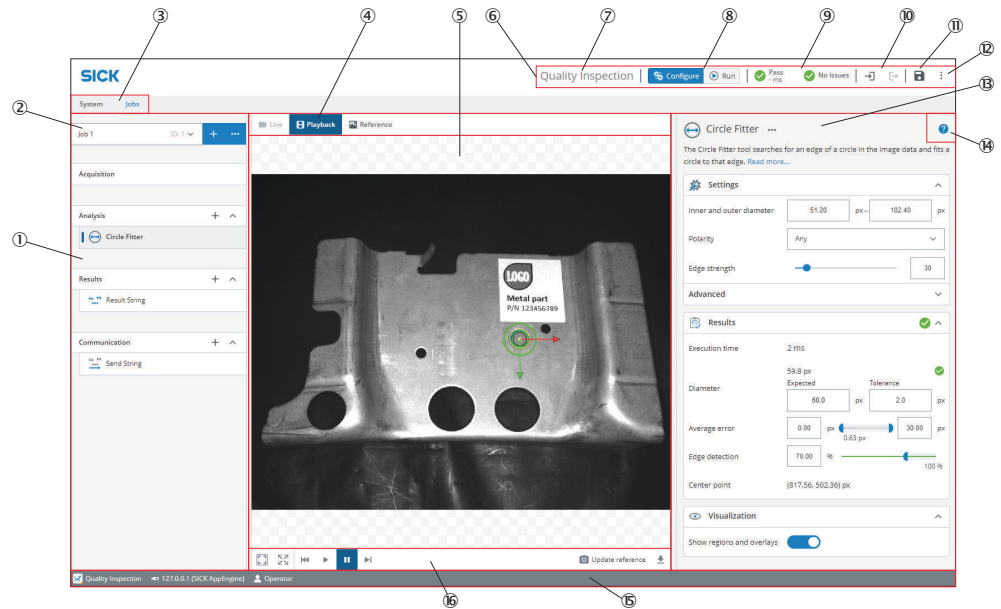 ③ ④ ⑤ ⑥ ⑦ ⑧ ⑨ ⑩ ⑪
SICK
Quality Inspection Configure Run Pass - ms No issues
⑫
②
System Jobs
⑬
Job 1 ID: 1
Live Playback Reference
Circle Fitter
⑭
The Circle Fitter tool searches for an edge of a circle in the image data and fits a
circle to that edge. Read more...
Acquisition
Settings
Analysis
Inner and outer diameter 51.20 px - 102.40 px
①
Circle Fitter
Polarity Any
Edge strength 30
Results
Advanced
Result String
LOGO
Metal part
P/N 123456789
Results
Communication
Execution time 2 ms
Send String
59.8 px
Expected Tolerance
Diameter 60.0 px 2.0 px
Average error 0.00 px 30.00 px
0.63 px
Edge detection 70.00 %
100 %
Center point (817.56, 502.36) px
Visualization
Show regions and overlays
Update reference
Quality Inspection 127.0.0.1 (SICK AppEngine) Operator
⑯ ⑮